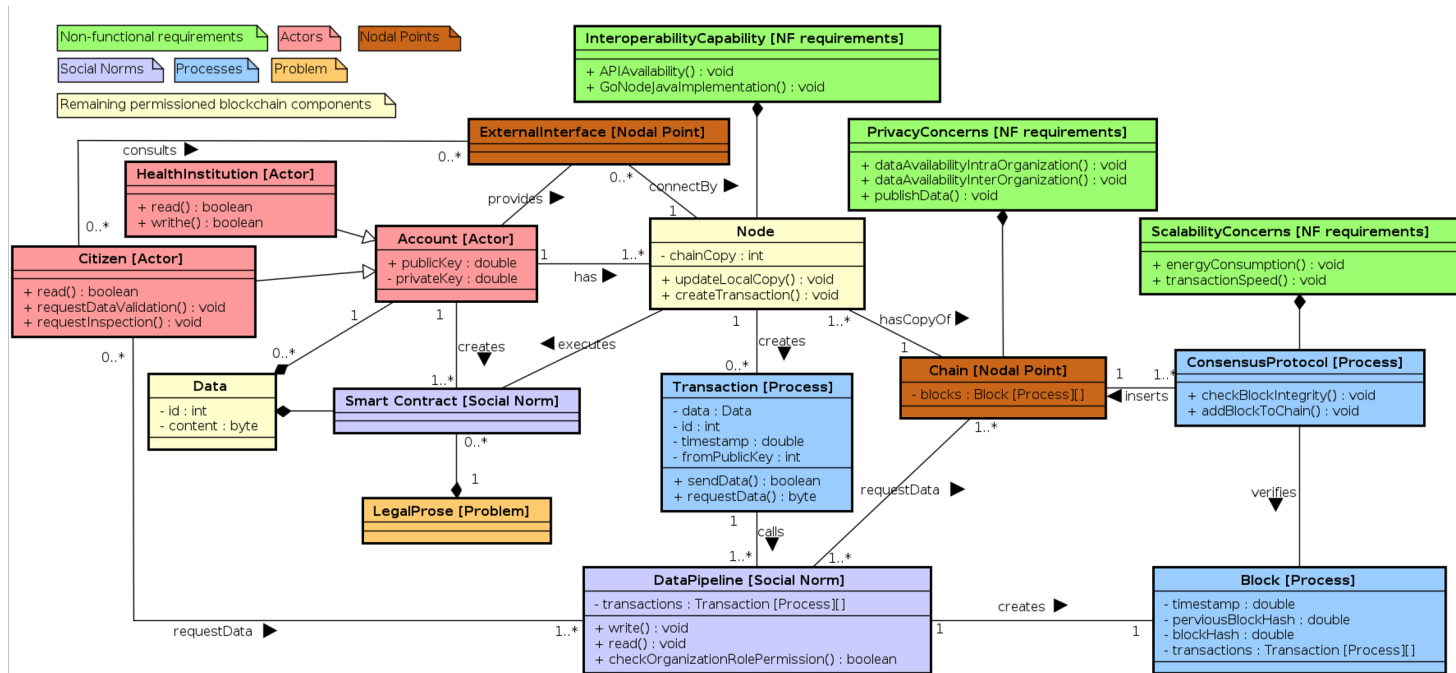 Non-functional requirements
Actors
Nodal Points
Social Norms
Processes
Problem
Remaining permissioned blockchain components
InteroperabilityCapability [NF requirements]
+ APIAvailability() : void
+ GoNodeJavaImplementation() : void
ExternalInterface [Nodal Point]
consults
0..*
0..*
provides
0..*
connectBy
1
PrivacyConcerns [NF requirements]
+ dataAvailabilityIntraOrganization() : void
+ dataAvailabilityInterOrganization() : void
+ publishData() : void
HealthInstitution [Actor]
+ read() : boolean
+ writhe() : boolean
Citizen [Actor]
+ read() : boolean
+ requestDataValidation() : void
+ requestInspection() : void
Account [Actor]
+ publicKey : double
- privateKey : double
1
has
1..*
Node
- chainCopy : int
+ updateLocalCopy() : void
+ createTransaction() : void
ScalabilityConcerns [NF requirements]
+ energyConsumption() : void
+ transactionSpeed() : void
1
0..*
1
creates
1..*
executes
1
creates
0..*
1..*
hasCopyOf
1
Data
- id : int
- content : byte
Smart Contract [Social Norm]
0..*
1
LegalProse [Problem]
Transaction [Process]
- data : Data
- id : int
- timestamp : double
- fromPublicKey : int
+ sendData() : boolean
+ requestData() : byte
Chain [Nodal Point]
- blocks : Block [Process][]
1
1..*
inserts
ConsensusProtocol [Process]
+ checkBlockIntegrity() : void
+ addBlockToChain() : void
1..*
requestData
1..*
verifies
1
calls
1..*
0..*
requestData
1..*
DataPipeline [Social Norm]
- transactions : Transaction [Process][]
+ write() : void
+ read() : void
+ checkOrganizationRolePermission() : boolean
creates
1
1
Block [Process]
- timestamp : double
- perviousBlockHash : double
- blockHash : double
- transactions : Transaction [Process][]